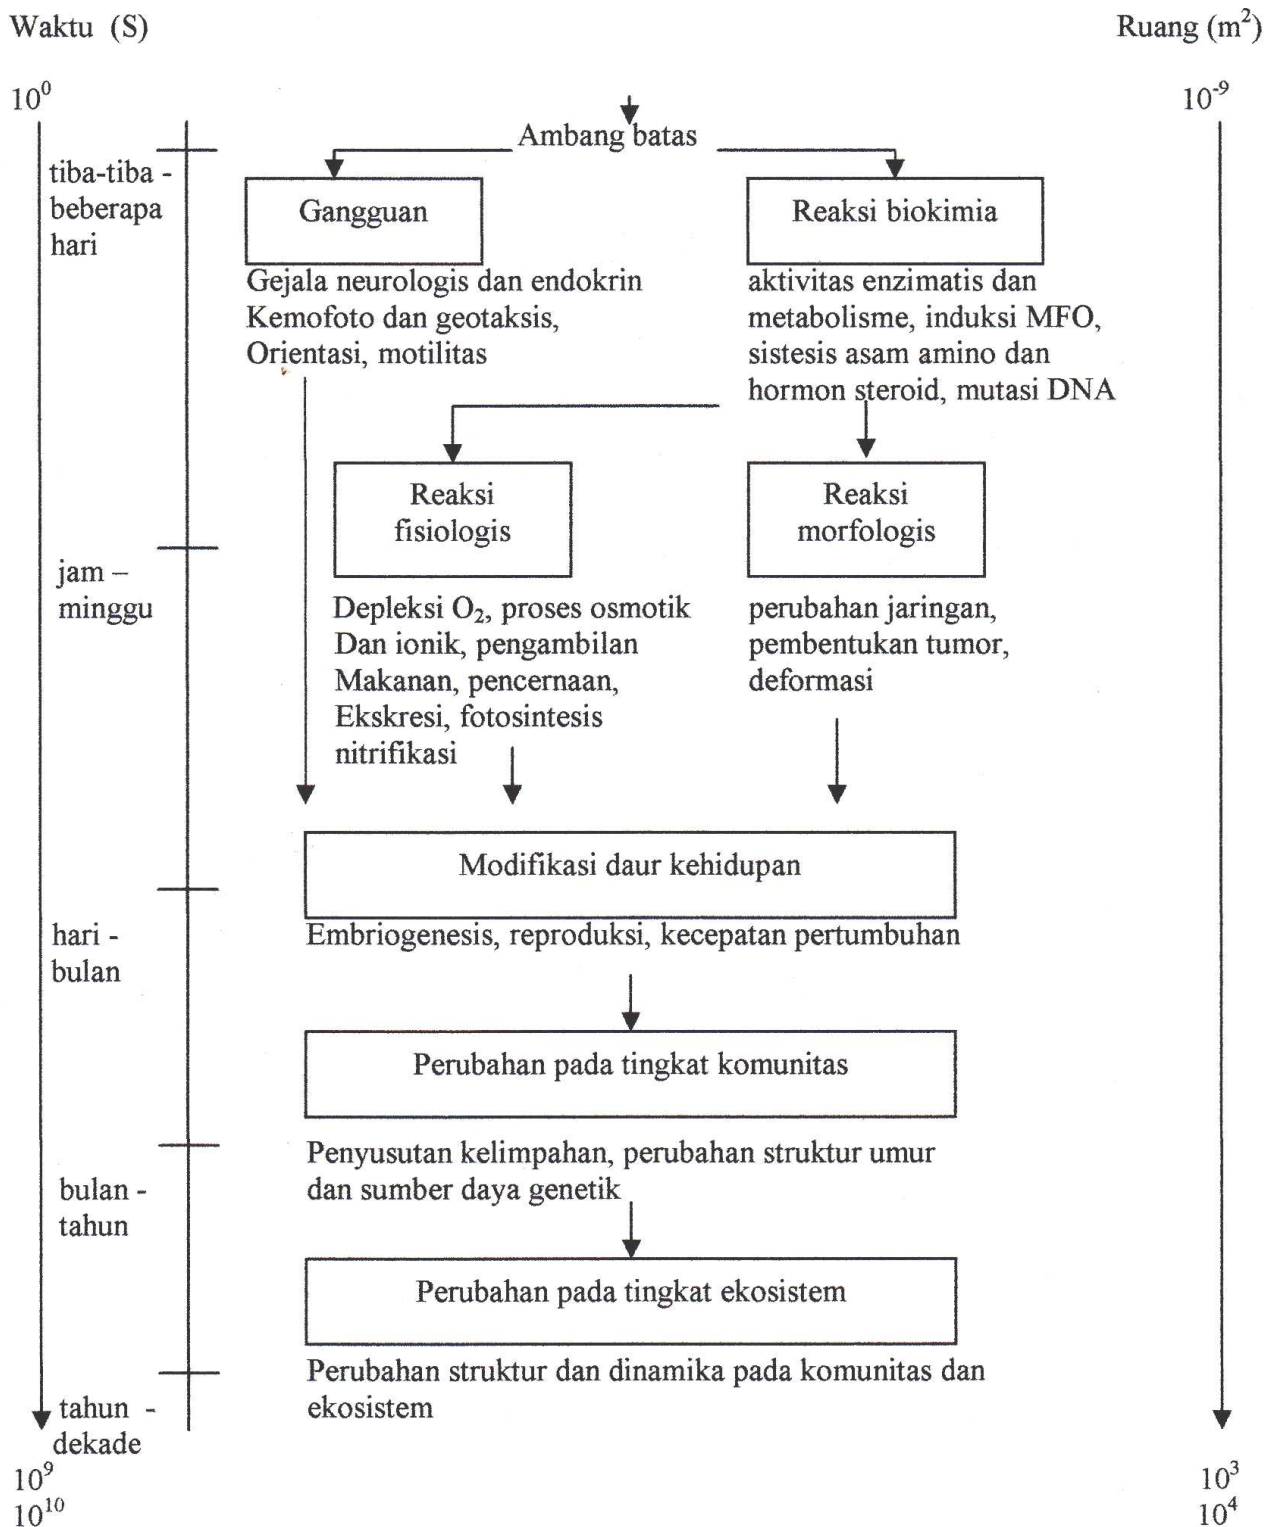 Waktu (S)
Ruang (m²)
10⁰
10⁻⁹
Ambang batas
tiba-tiba -
beberapa
hari
Gangguan
Gejala neurologis dan endokrin
Kemofoto dan geotaksis,
Orientasi, motilitas
Reaksi biokimia
aktivitas enzimatis dan
metabolisme, induksi MFO,
sistesis asam amino dan
hormon steroid, mutasi DNA
Reaksi
fisiologis
Reaksi
morfologis
jam –
minggu
Depleksi O₂, proses osmotik
Dan ionik, pengambilan
Makanan, pencernaan,
Ekskresi, fotosintesis
nitrifikasi
perubahan jaringan,
pembentukan tumor,
deformasi
Modifikasi daur kehidupan
hari -
bulan
Embriogenesis, reproduksi, kecepatan pertumbuhan
Perubahan pada tingkat komunitas
Penyusutan kelimpahan, perubahan struktur umur
dan sumber daya genetik
bulan -
tahun
Perubahan pada tingkat ekosistem
Perubahan struktur dan dinamika pada komunitas dan
ekosistem
tahun -
dekade
10⁹
10¹⁰
10³
10⁴